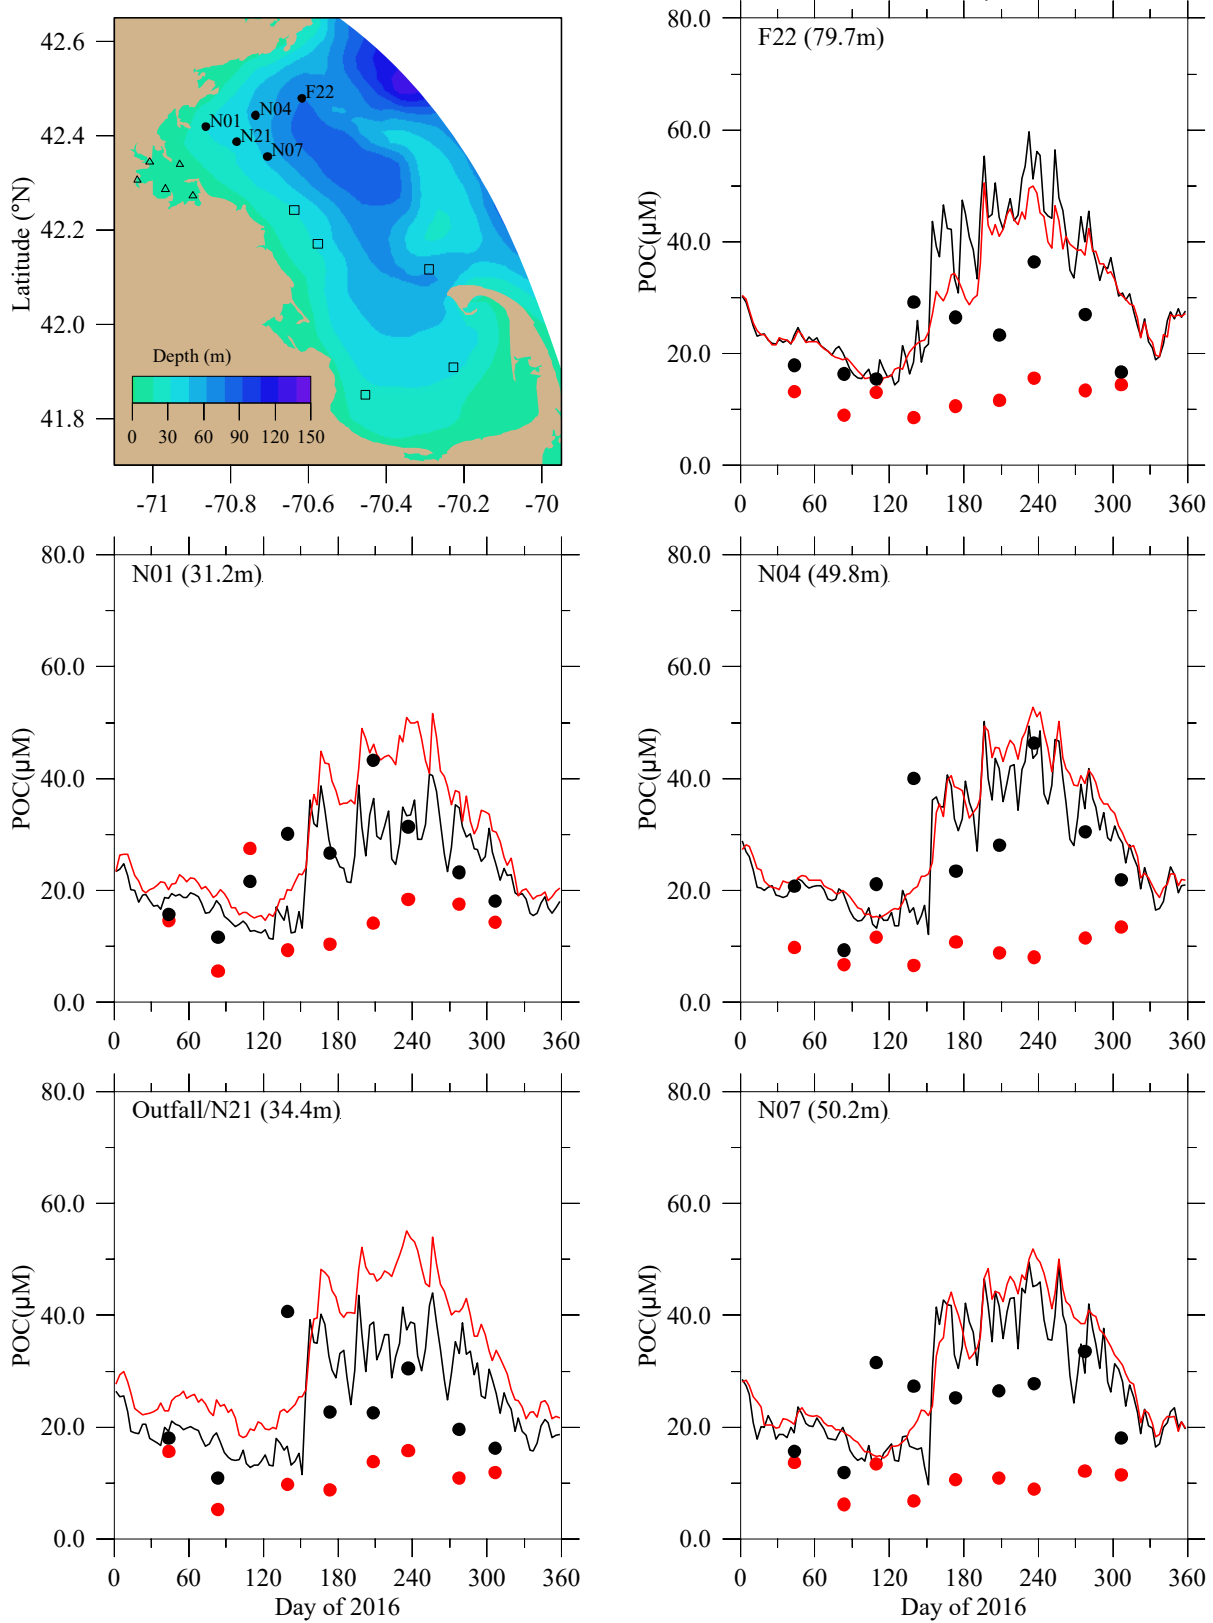 42.6
42.4
42.2
42.0
41.8
Latitude (°N)
F22
N04
N01
N21
N07
Depth (m)
0 30 60 90 120 150
-71 -70.8 -70.6 -70.4 -70.2 -70
F22 (79.7m)
80.0
60.0
40.0
20.0
0.0
POC(µM)
0 60 120 180 240 300 360
N01 (31.2m)
80.0
60.0
40.0
20.0
0.0
POC(µM)
0 60 120 180 240 300 360
N04 (49.8m)
80.0
60.0
40.0
20.0
0.0
POC(µM)
0 60 120 180 240 300 360
Outfall/N21 (34.4m)
80.0
60.0
40.0
20.0
0.0
POC(µM)
0 60 120 180 240 300 360
Day of 2016
N07 (50.2m)
80.0
60.0
40.0
20.0
0.0
POC(µM)
0 60 120 180 240 300 360
Day of 2016